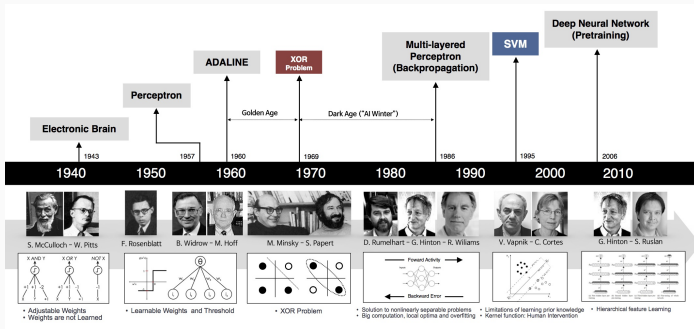 Deep Neural Network
(Pretraining)
Multi-layered
Perceptron
(Backpropagation)
SVM
ADALINE
XOR
Problem
Perceptron
Golden Age
Dark Age ("AI Winter")
Electronic Brain
1943
1957
1960
1969
1986
1995
2006
1940
1950
1960
1970
1980
1990
2000
2010
S. McCulloch – W. Pitts
F. Rosenblatt
B. Widrow – M. Hoff
M. Minsky – S. Papert
D. Rumelhart – G. Hinton – R. Wiliams
V. Vapnik – C. Cortes
G. Hinton – S. Ruslan
X AND Y
X OR Y
NOT X
Foward Activity
Backward Error
• Adjustable Weights
• Weights are not Learned
• Learnable Weights and Threshold
• XOR Problem
• Solution to nonlinearly separable problems
• Big computation, local optima and overfitting
• Limitations of learning prior knowledge
• Kernel function: Human Intervention
• Hierarchical feature Learning